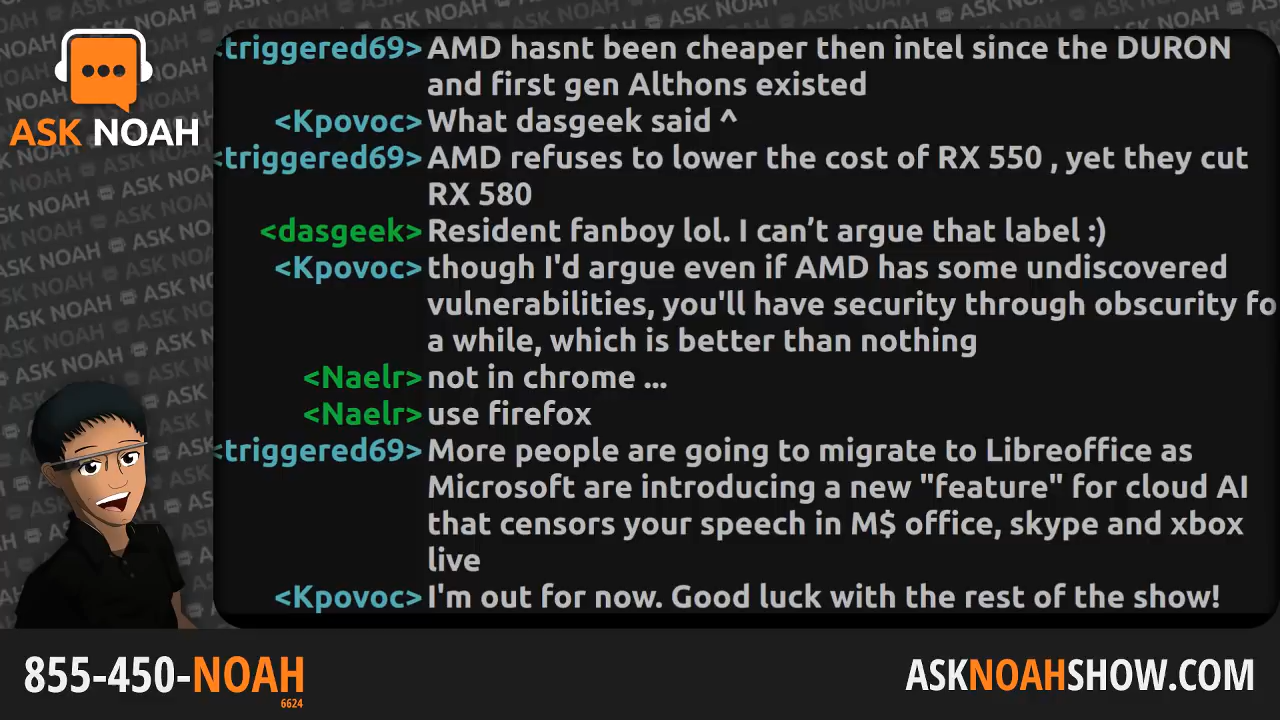 ASK NOAH
<triggered69> AMD hasnt been cheaper then intel since the DURON
and first gen Althons existed
<Kpovoc> What dasgeek said ^
<triggered69> AMD refuses to lower the cost of RX 550 , yet they cut
RX 580
<dasgeek> Resident fanboy lol. I can’t argue that label :)
<Kpovoc> though I'd argue even if AMD has some undiscovered
vulnerabilities, you'll have security through obscurity fo
a while, which is better than nothing
<Naelr> not in chrome ...
<Naelr> use firefox
<triggered69> More people are going to migrate to Libreoffice as
Microsoft are introducing a new "feature" for cloud AI
that censors your speech in M$ office, skype and xbox
live
<Kpovoc> I'm out for now. Good luck with the rest of the show!
855-450-NOAH
6624
ASKNOAHSHOW.COM